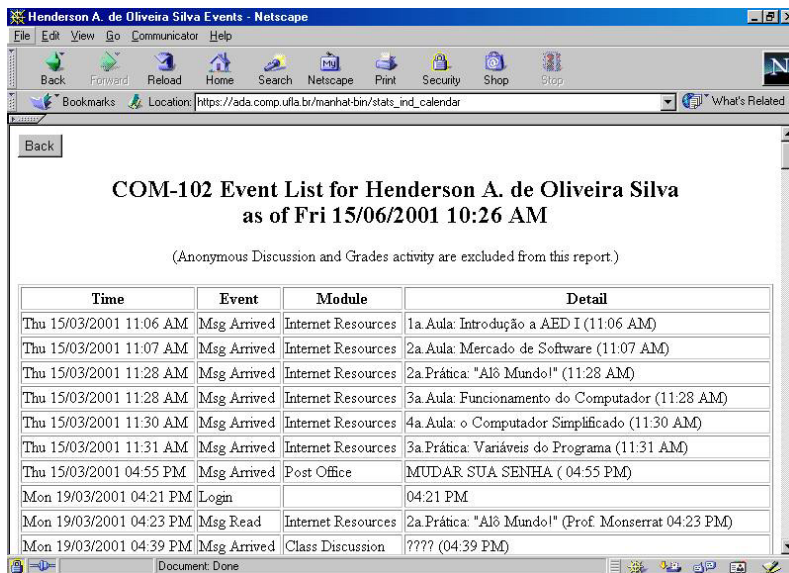 Henderson A. de Oliveira Silva Events - Netscape
File Edit View Go Communicator Help
Back Forward Reload Home Search Netscape Print Security Shop Stop
Bookmarks Location: https://ada.comp.ufla.br/manhat-bin/stats_ind_calendar What's Related
Back
COM-102 Event List for Henderson A. de Oliveira Silva
as of Fri 15/06/2001 10:26 AM
(Anonymous Discussion and Grades activity are excluded from this report.)
Time Event Module Detail
Thu 15/03/2001 11:06 AM Msg Arrived Internet Resources 1a.Aula: Introdução a AED I (11:06 AM)
Thu 15/03/2001 11:07 AM Msg Arrived Internet Resources 2a.Aula: Mercado de Software (11:07 AM)
Thu 15/03/2001 11:28 AM Msg Arrived Internet Resources 2a.Prática: "Alô Mundo!" (11:28 AM)
Thu 15/03/2001 11:28 AM Msg Arrived Internet Resources 3a.Aula: Funcionamento do Computador (11:28 AM)
Thu 15/03/2001 11:30 AM Msg Arrived Internet Resources 4a.Aula: o Computador Simplificado (11:30 AM)
Thu 15/03/2001 11:31 AM Msg Arrived Internet Resources 3a.Prática: Variáveis do Programa (11:31 AM)
Thu 15/03/2001 04:55 PM Msg Arrived Post Office MUDAR SUA SENHA ( 04:55 PM)
Mon 19/03/2001 04:21 PM Login 04:21 PM
Mon 19/03/2001 04:23 PM Msg Read Internet Resources 2a.Prática: "Alô Mundo!" (Prof. Monserrat 04:23 PM)
Mon 19/03/2001 04:39 PM Msg Arrived Class Discussion ???? (04:39 PM)
Document: Done